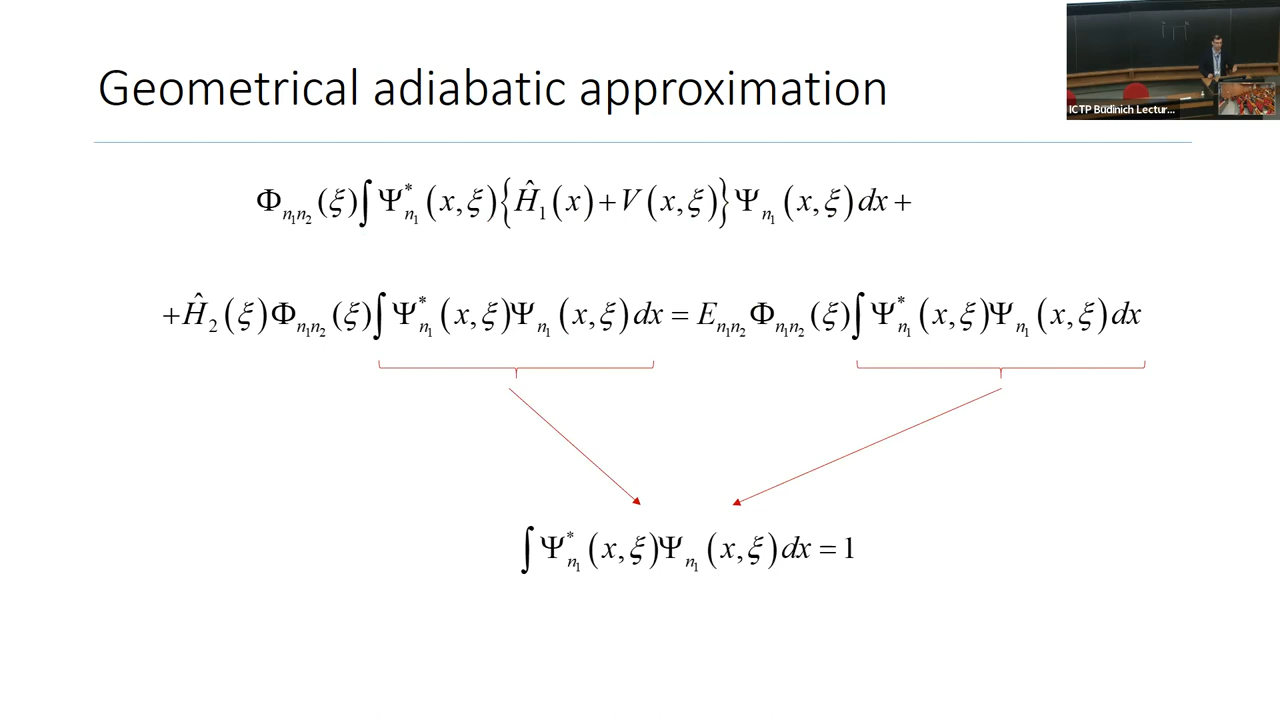 Geometrical adiabatic approximation
ICTP Budinich Lectur...
Φ_{n₁n₂}(ξ)∫Ψ*_{n₁}(x,ξ){Ĥ₁(x)+V(x,ξ)}Ψ_{n₁}(x,ξ)dx+
+Ĥ₂(ξ)Φ_{n₁n₂}(ξ)∫Ψ*_{n₁}(x,ξ)Ψ_{n₁}(x,ξ)dx=E_{n₁n₂}Φ_{n₁n₂}(ξ)∫Ψ*_{n₁}(x,ξ)Ψ_{n₁}(x,ξ)dx
∫Ψ*_{n₁}(x,ξ)Ψ_{n₁}(x,ξ)dx=1